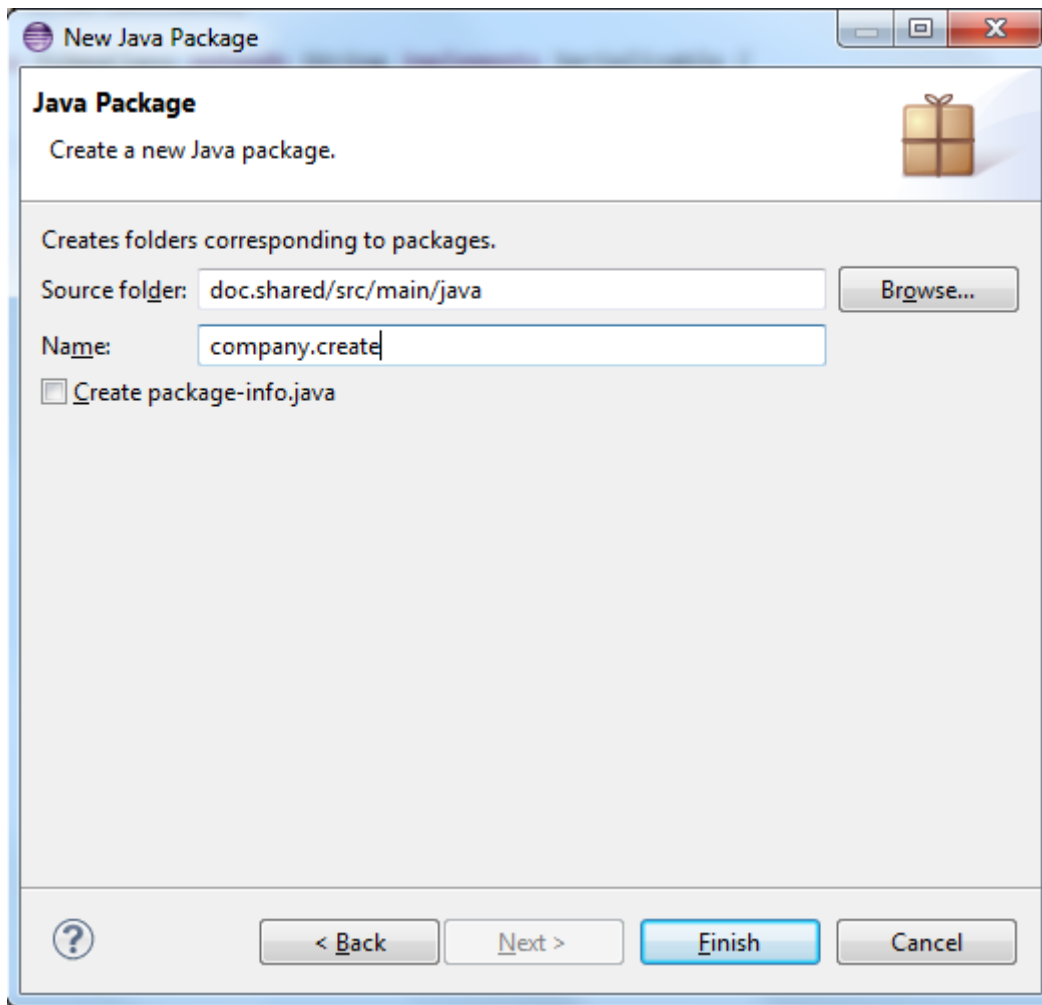 New Java Package
Java Package
Create a new Java package.
Creates folders corresponding to packages.
Source folder: doc.shared/src/main/java Browse...
Name: company.create
Create package-info.java
< Back Next > Finish Cancel